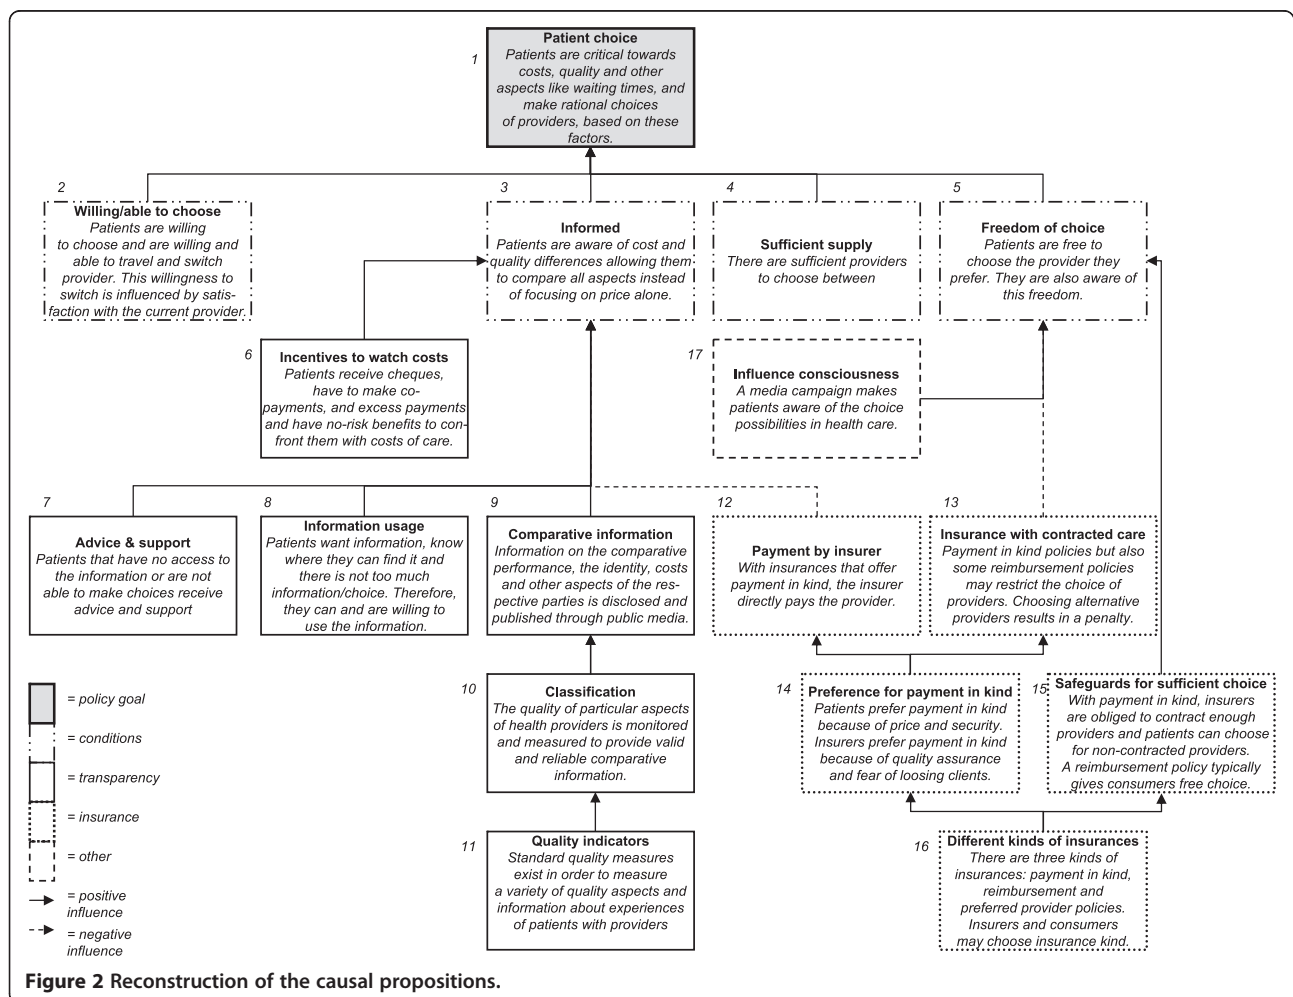 1
Patient choice
Patients are critical towards
costs, quality and other
aspects like waiting times, and
make rational choices
of providers, based on these
factors.
2
Willing/able to choose
Patients are willing
to choose and are willing and
able to travel and switch
provider. This willingness to
switch is influenced by satis-
faction with the current provider.
3
Informed
Patients are aware of cost and
quality differences allowing them
to compare all aspects instead
of focusing on price alone.
4
Sufficient supply
There are sufficient providers
to choose between
5
Freedom of choice
Patients are free to
choose the provider they
prefer. They are also aware of
this freedom.
6
Incentives to watch costs
Patients receive cheques,
have to make co-
payments, and excess payments
and have no-risk benefits to con-
front them with costs of care.
17
Influence consciousness
A media campaign makes
patients aware of the choice
possibilities in health care.
7
Advice & support
Patients that have no access to
the information or are not
able to make choices receive
advice and support
8
Information usage
Patients want information, know
where they can find it and
there is not too much
information/choice. Therefore,
they can and are willing to
use the information.
9
Comparative information
Information on the comparative
performance, the identity, costs
and other aspects of the res-
pective parties is disclosed and
published through public media.
12
Payment by insurer
With insurances that offer
payment in kind, the insurer
directly pays the provider.
13
Insurance with contracted care
Payment in kind policies but also
some reimbursement policies
may restrict the choice of
providers. Choosing alternative
providers results in a penalty.
10
Classification
The quality of particular aspects
of health providers is monitored
and measured to provide valid
and reliable comparative
information.
14
Preference for payment in kind
Patients prefer payment in kind
because of price and security.
Insurers prefer payment in kind
because of quality assurance
and fear of loosing clients.
15
Safeguards for sufficient choice
With payment in kind, insurers
are obliged to contract enough
providers and patients can choose
for non-contracted providers.
A reimbursement policy typically
gives consumers free choice.
11
Quality indicators
Standard quality measures
exist in order to measure
a variety of quality aspects and
information about experiences
of patients with providers
16
Different kinds of insurances
There are three kinds of
insurances: payment in kind,
reimbursement and
preferred provider policies.
Insurers and consumers
may choose insurance kind.
= policy goal
= conditions
= transparency
= insurance
= other
= positive
influence
= negative
influence
Figure 2 Reconstruction of the causal propositions.